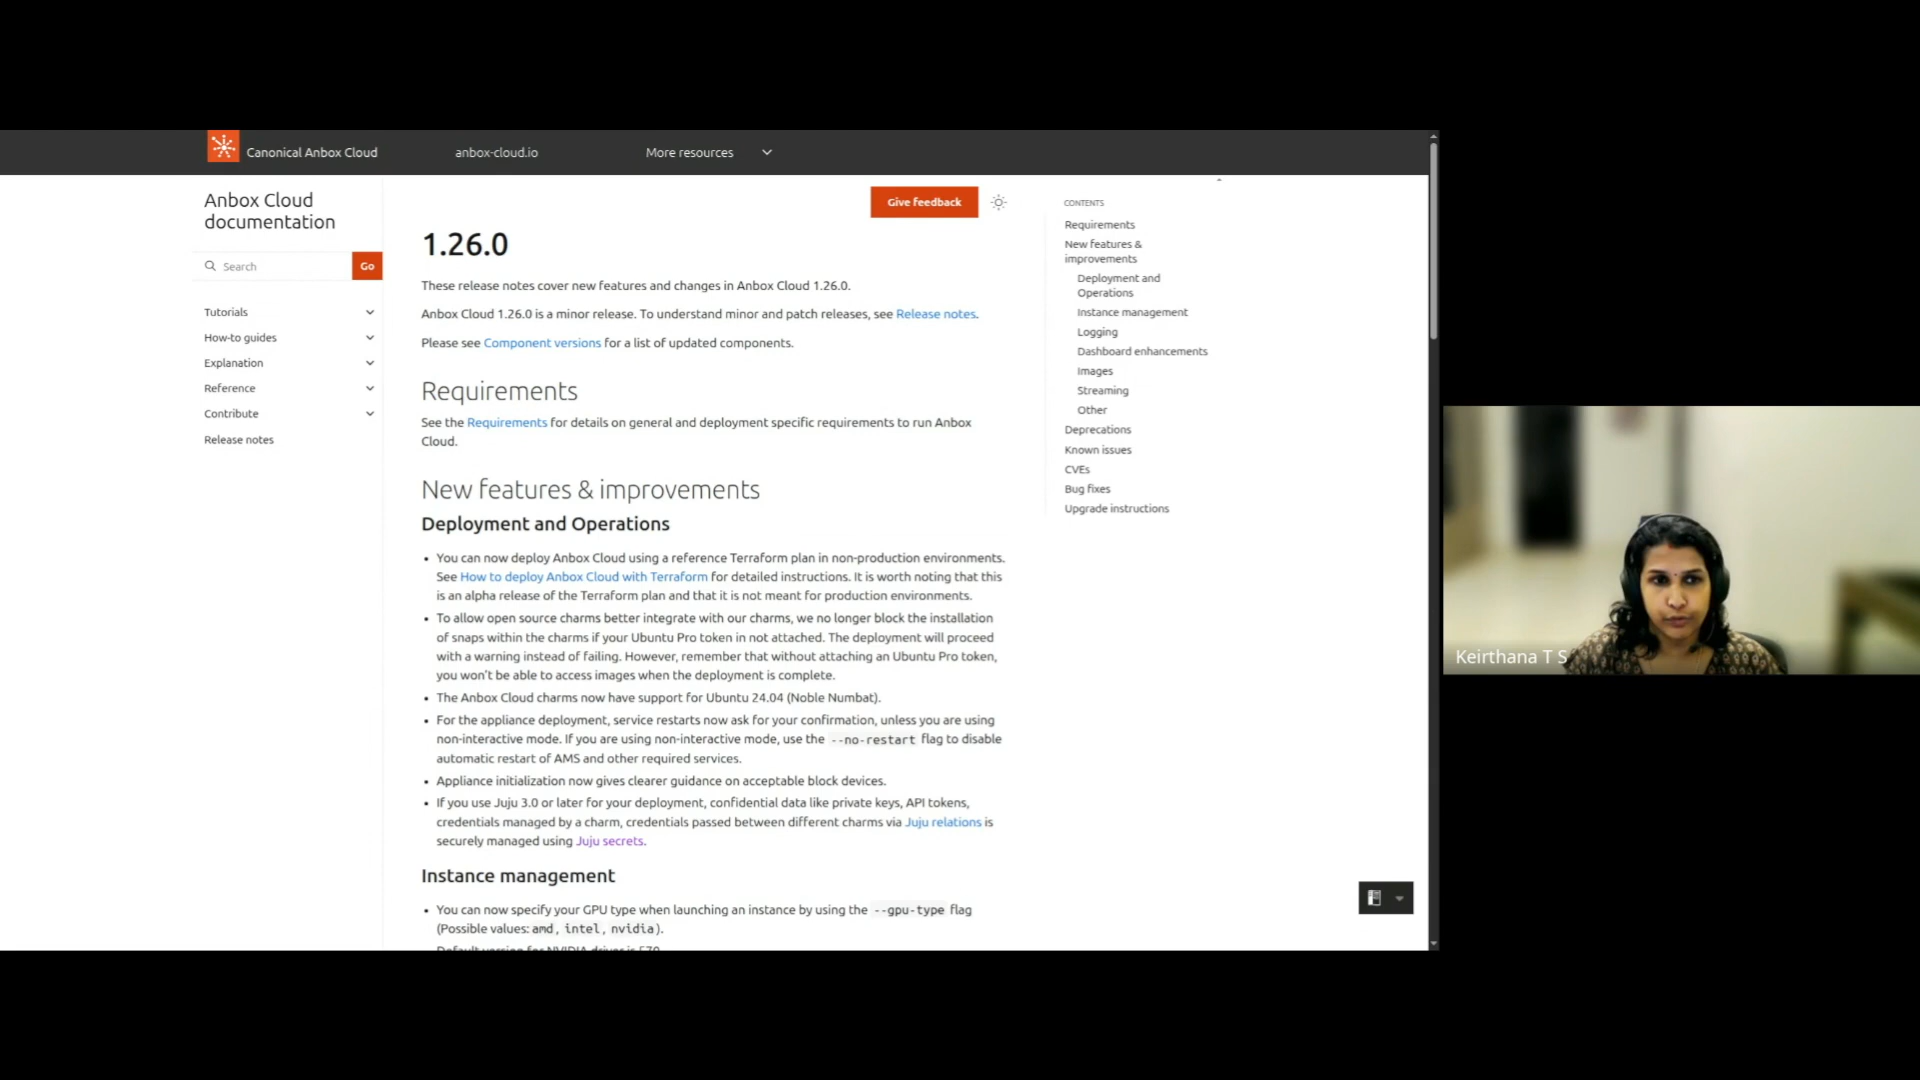 Canonical Anbox Cloud
anbox-cloud.io
More resources
Anbox Cloud
documentation
Search
Go
Tutorials
How-to guides
Explanation
Reference
Contribute
Release notes
Give feedback
1.26.0
These release notes cover new features and changes in Anbox Cloud 1.26.0.
Anbox Cloud 1.26.0 is a minor release. To understand minor and patch releases, see Release notes.
Please see Component versions for a list of updated components.
Requirements
See the Requirements for details on general and deployment specific requirements to run Anbox
Cloud.
New features & improvements
Deployment and Operations
• You can now deploy Anbox Cloud using a reference Terraform plan in non-production environments.
See How to deploy Anbox Cloud with Terraform for detailed instructions. It is worth noting that this
is an alpha release of the Terraform plan and that it is not meant for production environments.
• To allow open source charms better integrate with our charms, we no longer block the installation
of snaps within the charms if your Ubuntu Pro token in not attached. The deployment will proceed
with a warning instead of failing. However, remember that without attaching an Ubuntu Pro token,
you won't be able to access images when the deployment is complete.
• The Anbox Cloud charms now have support for Ubuntu 24.04 (Noble Numbat).
• For the appliance deployment, service restarts now ask for your confirmation, unless you are using
non-interactive mode. If you are using non-interactive mode, use the --no-restart flag to disable
automatic restart of AMS and other required services.
• Appliance initialization now gives clearer guidance on acceptable block devices.
• If you use Juju 3.0 or later for your deployment, confidential data like private keys, API tokens,
credentials managed by a charm, credentials passed between different charms via Juju relations is
securely managed using Juju secrets.
Instance management
• You can now specify your GPU type when launching an instance by using the --gpu-type flag
(Possible values: amd, intel, nvidia).
CONTENTS
Requirements
New features &
improvements
Deployment and
Operations
Instance management
Logging
Dashboard enhancements
Images
Streaming
Other
Deprecations
Known issues
CVEs
Bug fixes
Upgrade instructions
Keirthana T S